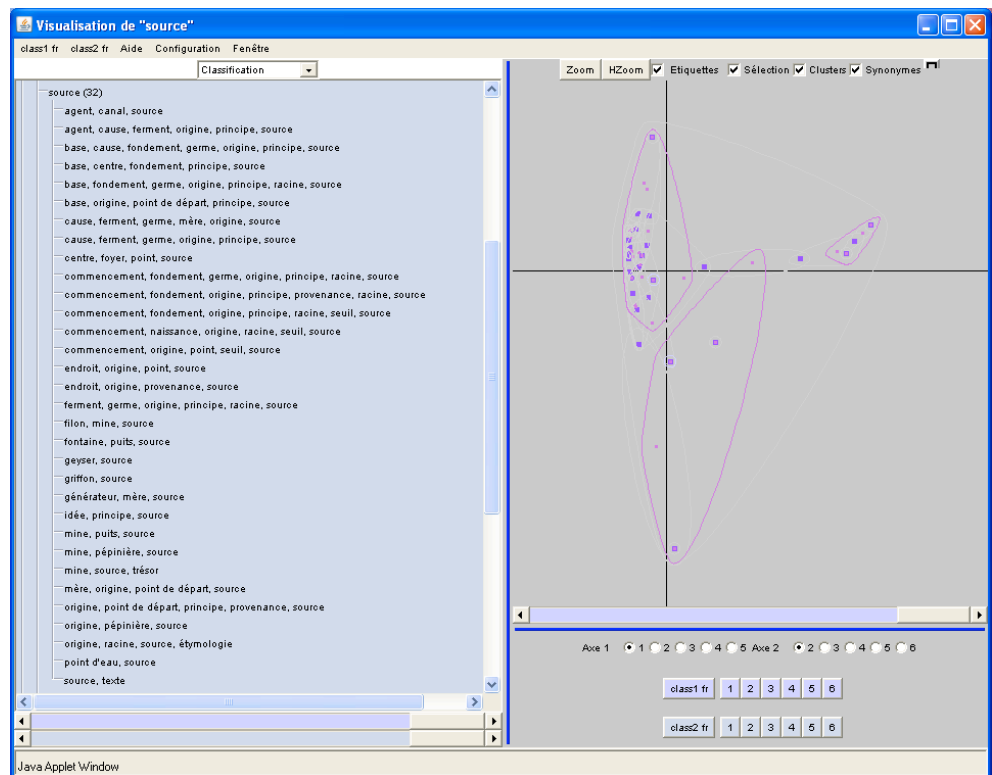 Visualisation de "source"
class1 fr class2 fr Aide Configuration Fenêtre
Classification
source (32)
agent, canal, source
agent, cause, ferment, origine, principe, source
base, cause, fondement, germe, origine, principe, source
base, centre, fondement, principe, source
base, fondement, germe, origine, principe, racine, source
base, origine, point de départ, principe, source
cause, ferment, germe, mère, origine, source
cause, ferment, germe, origine, principe, source
centre, foyer, point, source
commencement, fondement, germe, origine, principe, racine, source
commencement, fondement, origine, principe, provenance, racine, source
commencement, fondement, origine, principe, racine, seuil, source
commencement, naissance, origine, racine, seuil, source
commencement, origine, point, seuil, source
endroit, origine, point, source
endroit, origine, provenance, source
ferment, germe, origine, principe, racine, source
filon, mine, source
fontaine, puits, source
geyser, source
griffon, source
générateur, mère, source
idée, principe, source
mine, puits, source
mine, pépinière, source
mine, source, trésor
mère, origine, point de départ, source
origine, point de départ, principe, provenance, source
origine, pépinière, source
origine, racine, source, étymologie
point d'eau, source
source, texte
Zoom HZoom Etiquettes Sélection Clusters Synonymes
Axe 1 1 2 3 4 5 Axe 2 2 3 4 5 6
class1 fr 1 2 3 4 5 6
class2 fr 1 2 3 4 5 6
Java Applet Window